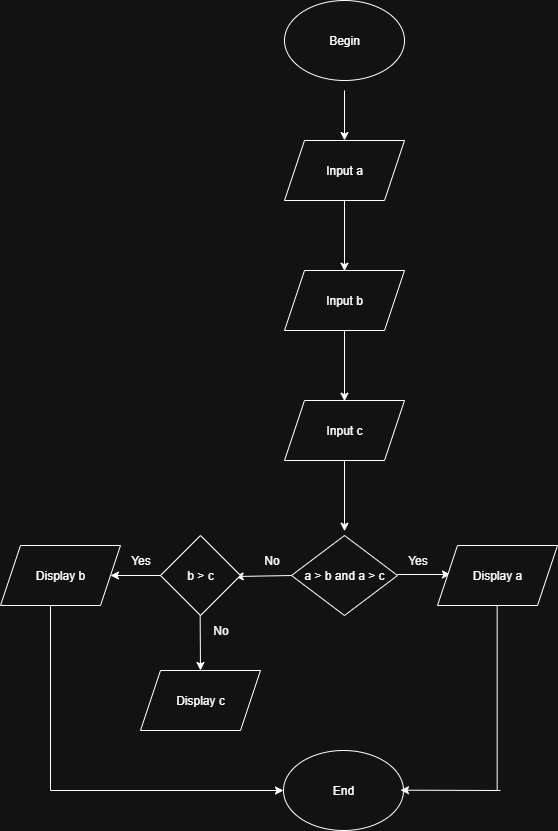 Begin
Input a
Input b
Input c
Yes
No
Yes
Display b
b > c
a > b and a > c
Display a
No
Display c
End